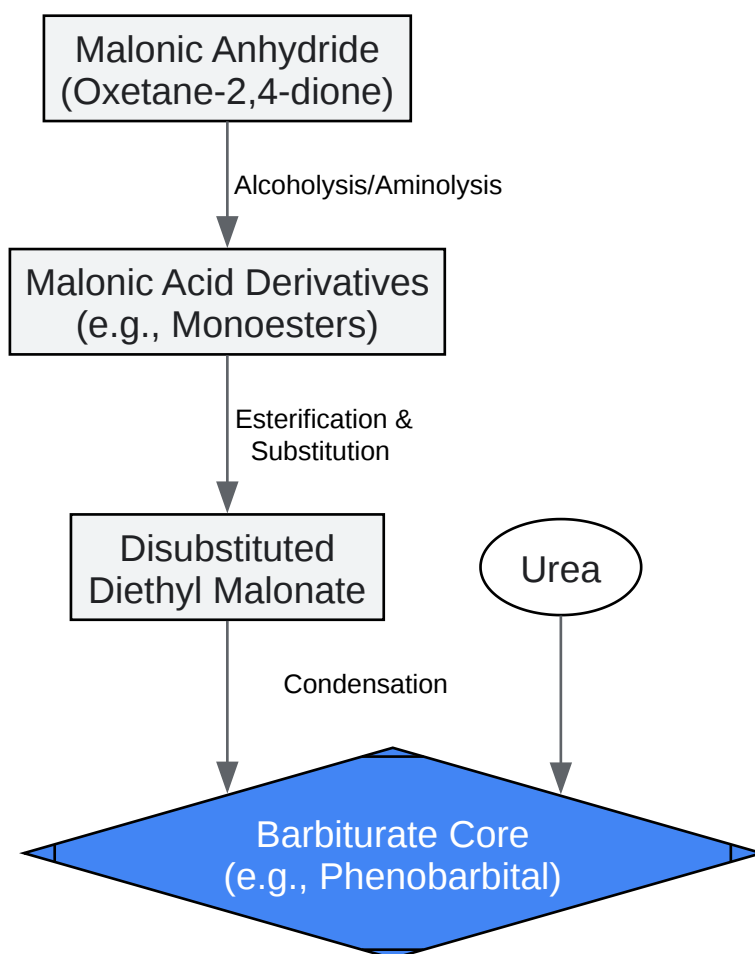 Malonic Anhydride
(Oxetane-2,4-dione)
Alcoholysis/Aminolysis
Malonic Acid Derivatives
(e.g., Monoesters)
Esterification &
Substitution
Disubstituted
Diethyl Malonate
Urea
Condensation
Barbiturate Core
(e.g., Phenobarbital)